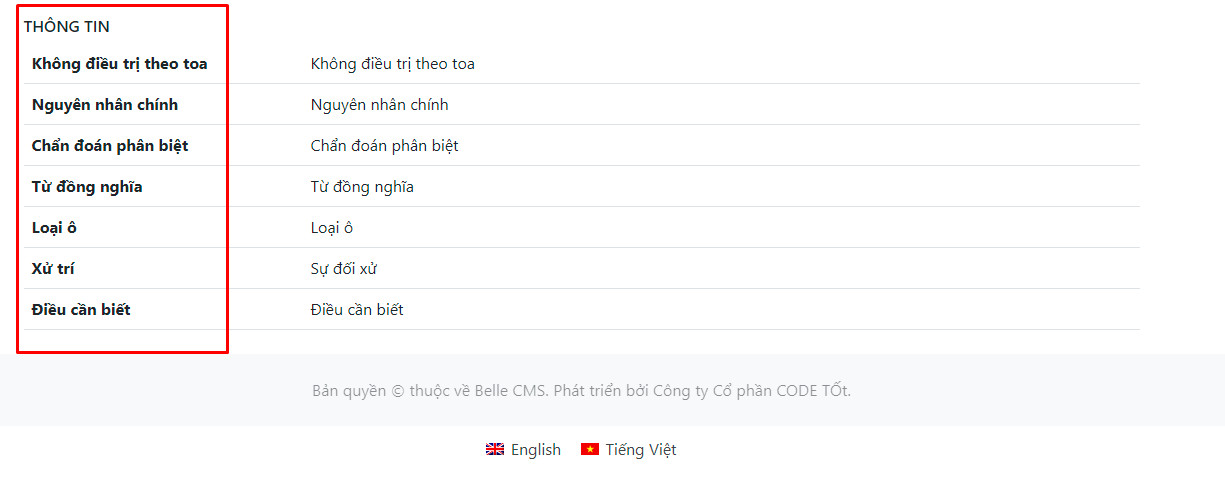 THÔNG TIN
Không điều trị theo toa Không điều trị theo toa
Nguyên nhân chính Nguyên nhân chính
Chẩn đoán phân biệt Chẩn đoán phân biệt
Từ đồng nghĩa Từ đồng nghĩa
Loại ô Loại ô
Xử trí Sự đối xử
Điều cần biết Điều cần biết
Bản quyền © thuộc về Belle CMS. Phát triển bởi Công ty Cổ phần CODE TỐt.
English Tiếng Việt